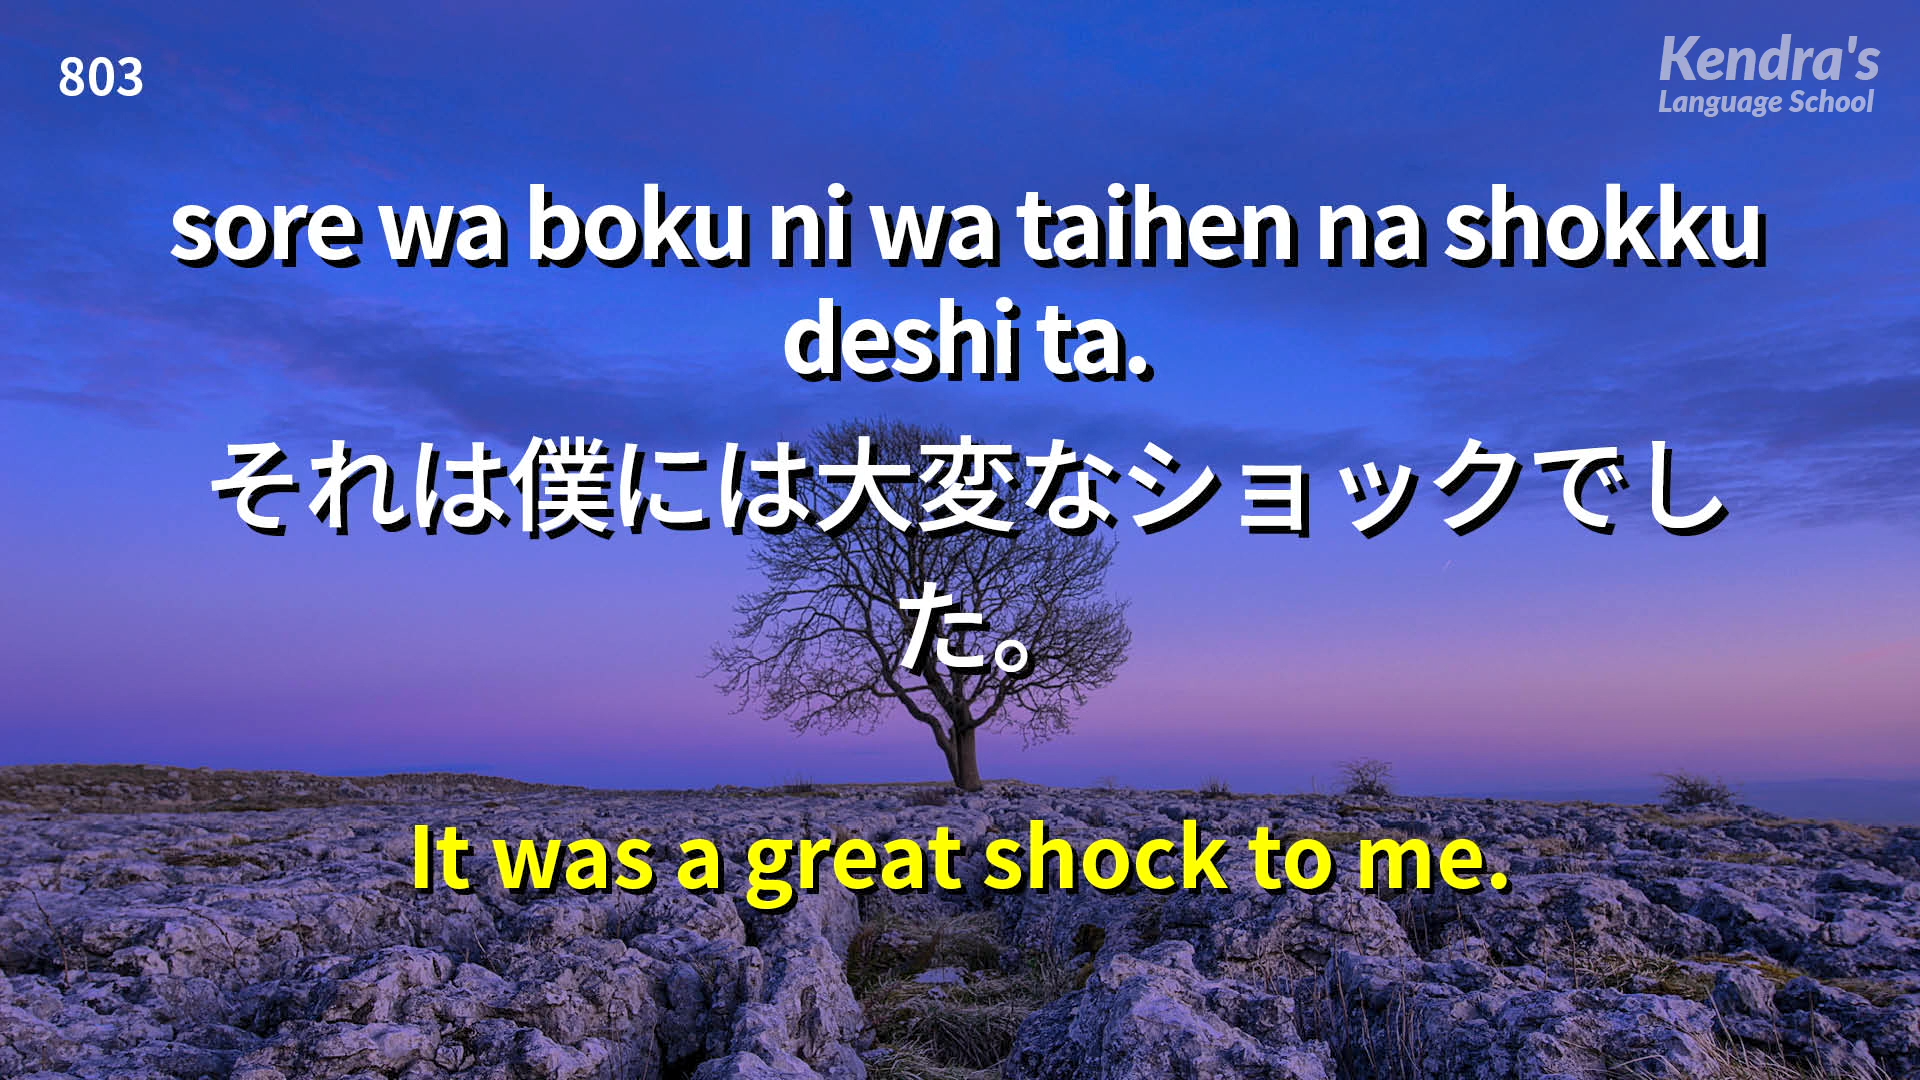 803
Kendra's
Language School
sore wa boku ni wa taihen na shokku
deshi ta.
それは僕には大変なショックでし
た。
It was a great shock to me.